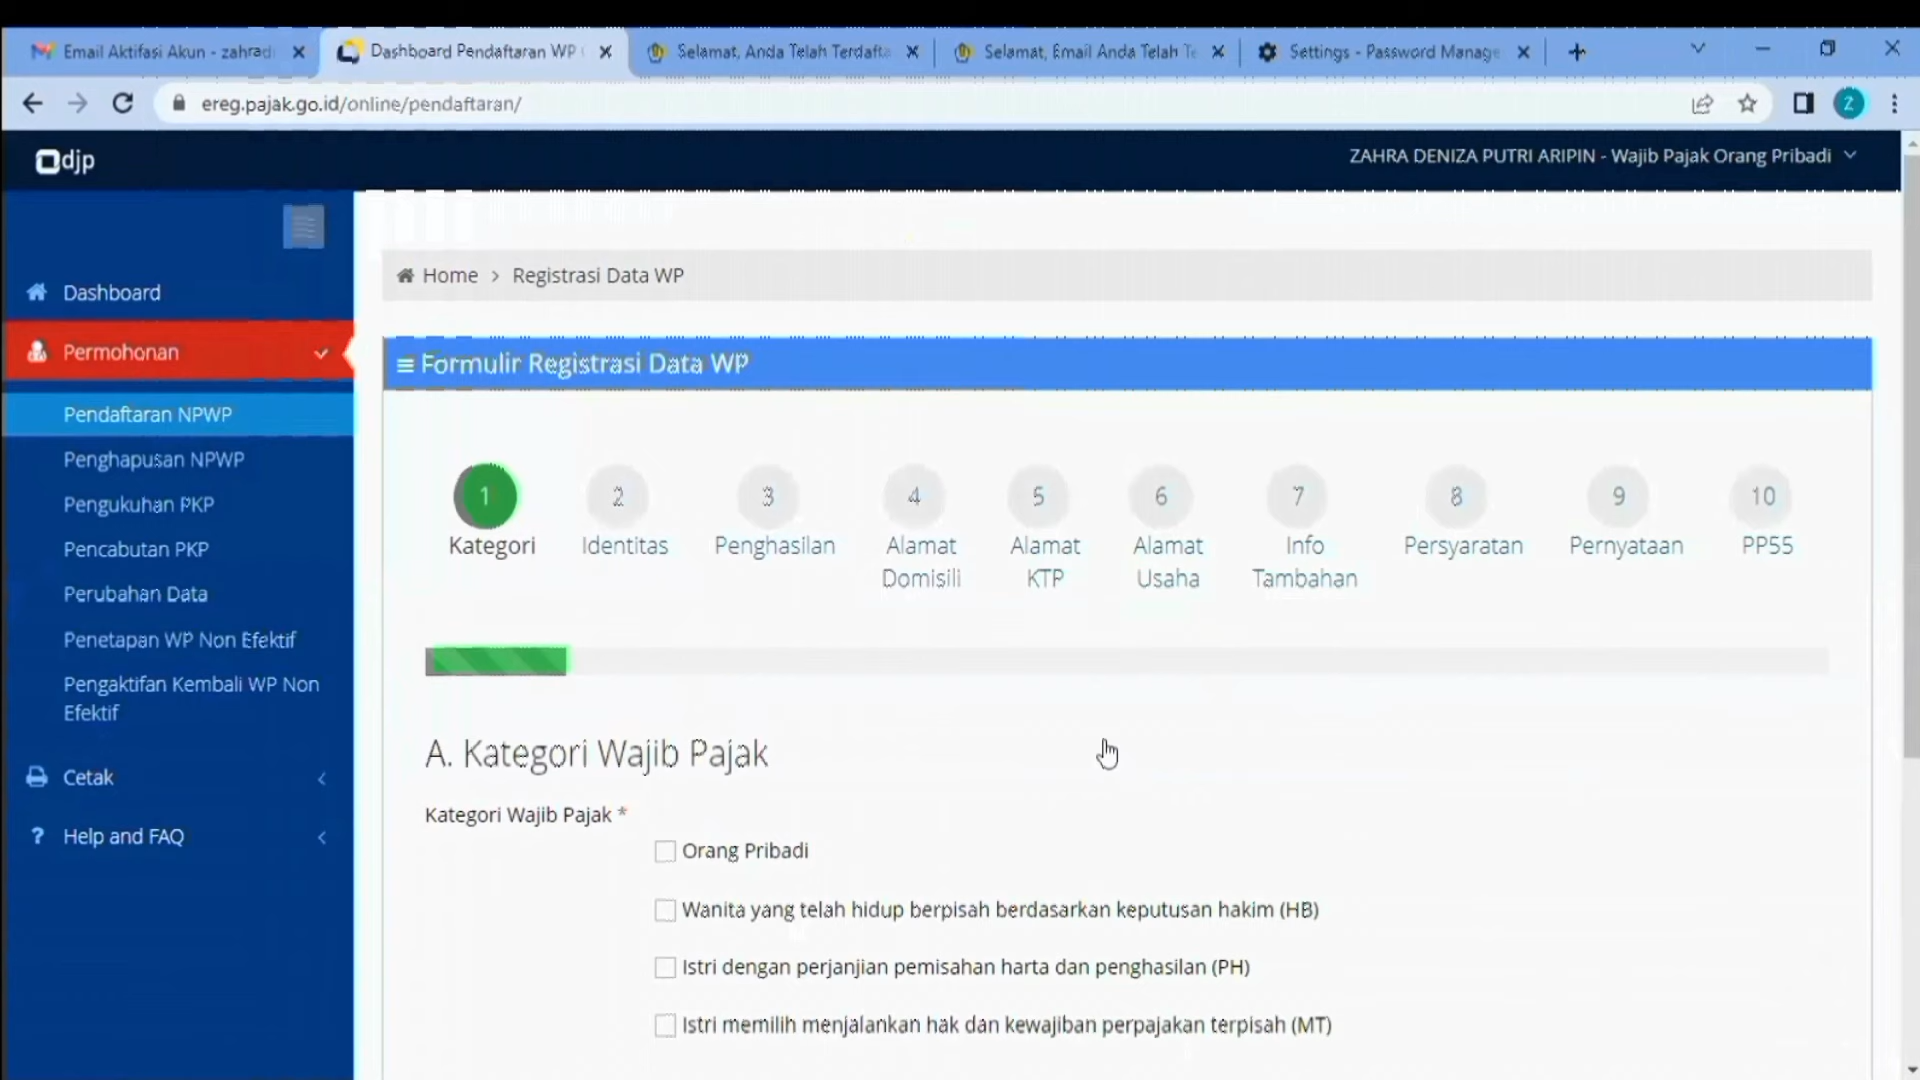 Email Aktifasi Akun - zahrad
Dashboard Pendaftaran WP
Selamat, Anda Telah Terdafta
Selamat, Email Anda Telah Te
Settings - Password Manage
ereg.pajak.go.id/online/pendaftaran/
Z
djp
ZAHRA DENIZA PUTRI ARIPIN - Wajib Pajak Orang Pribadi
Home > Registrasi Data WP
Dashboard
Permohonan
Pendaftaran NPWP
Penghapusan NPWP
Pengukuhan PKP
Pencabutan PKP
Perubahan Data
Penetapan WP Non Efektif
Pengaktifan Kembali WP Non
Efektif
Cetak
Help and FAQ
Formulir Registrasi Data WP
1
Kategori
2
Identitas
3
Penghasilan
4
Alamat
Domisili
5
Alamat
KTP
6
Alamat
Usaha
7
Info
Tambahan
8
Persyaratan
9
Pernyataan
10
PP55
A. Kategori Wajib Pajak
Kategori Wajib Pajak *
Orang Pribadi
Wanita yang telah hidup berpisah berdasarkan keputusan hakim (HB)
Istri dengan perjanjian pemisahan harta dan penghasilan (PH)
Istri memilih menjalankan hak dan kewajiban perpajakan terpisah (MT)